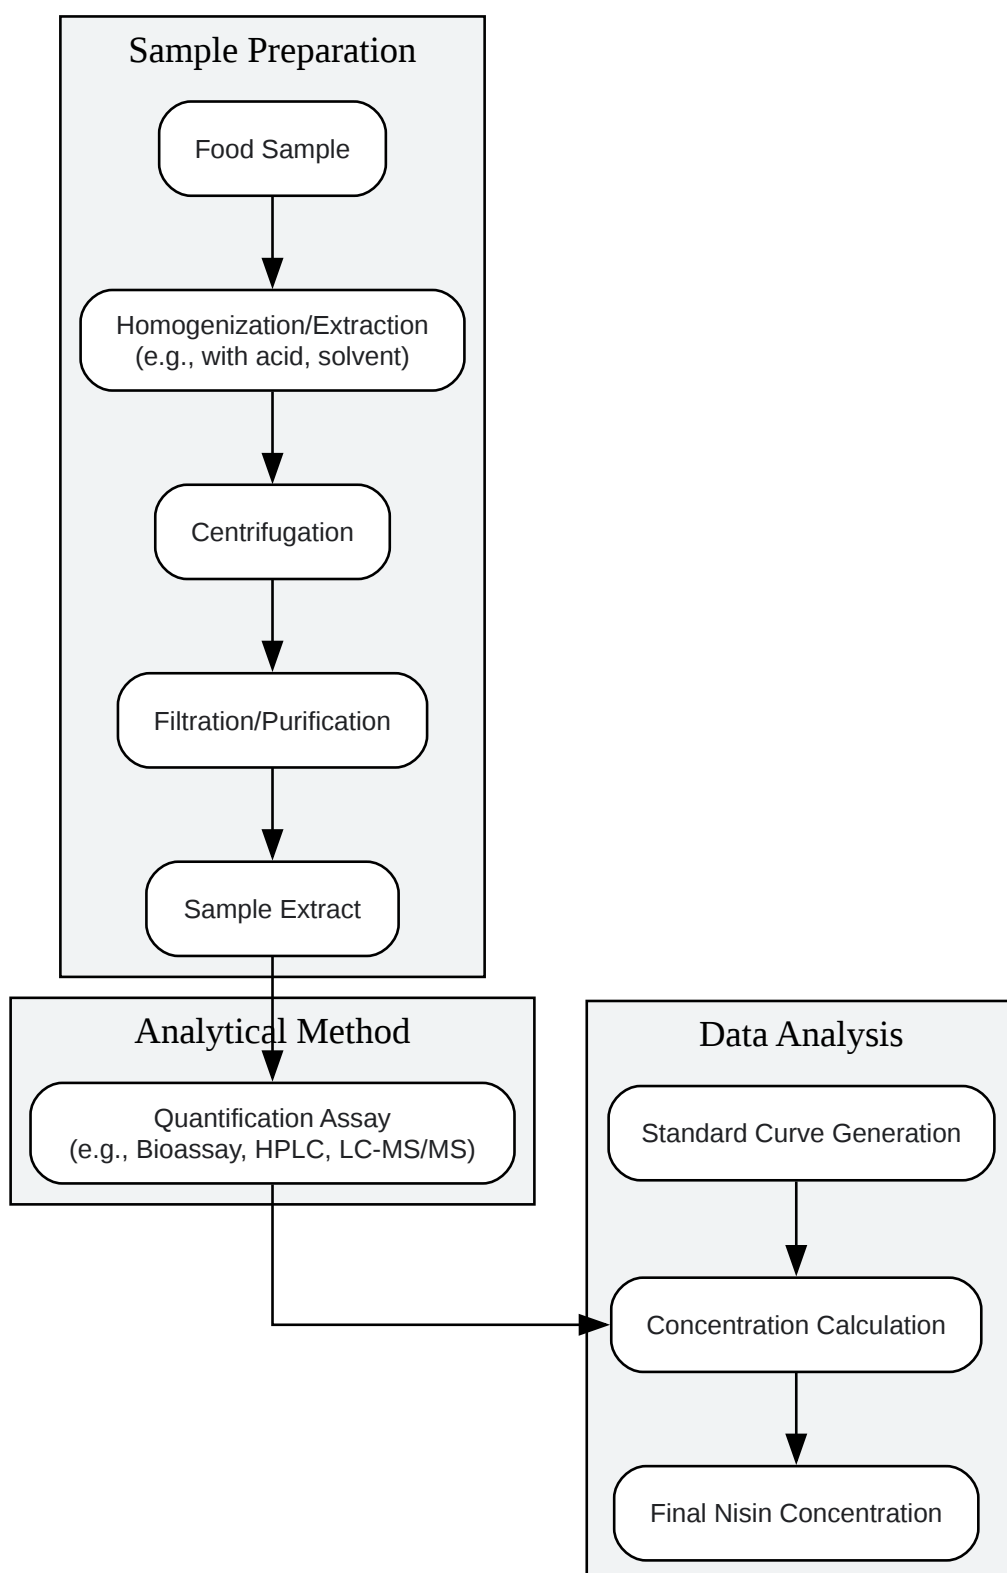 Sample Preparation
Food Sample
Homogenization/Extraction
(e.g., with acid, solvent)
Centrifugation
Filtration/Purification
Sample Extract
Analytical Method
Quantification Assay
(e.g., Bioassay, HPLC, LC-MS/MS)
Data Analysis
Standard Curve Generation
Concentration Calculation
Final Nisin Concentration